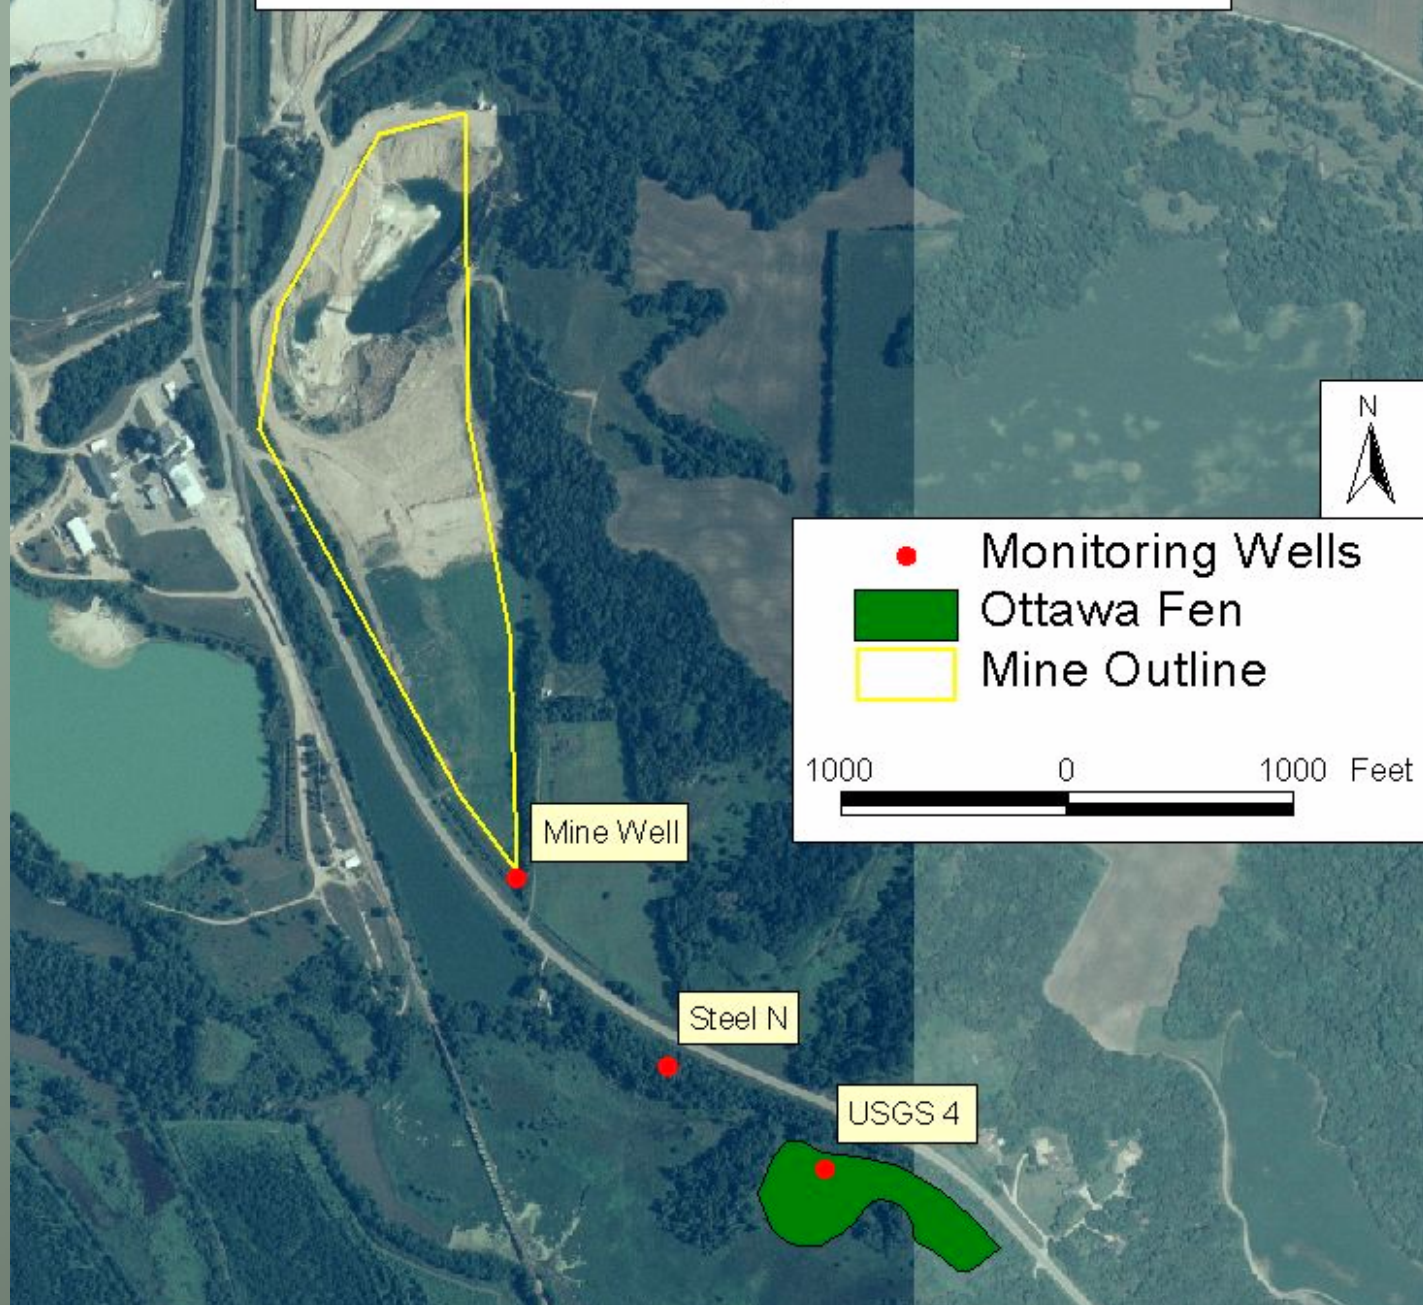 N
Monitoring Wells
Ottawa Fen
Mine Outline
1000 0 1000 Feet
Mine Well
Steel N
USGS 4